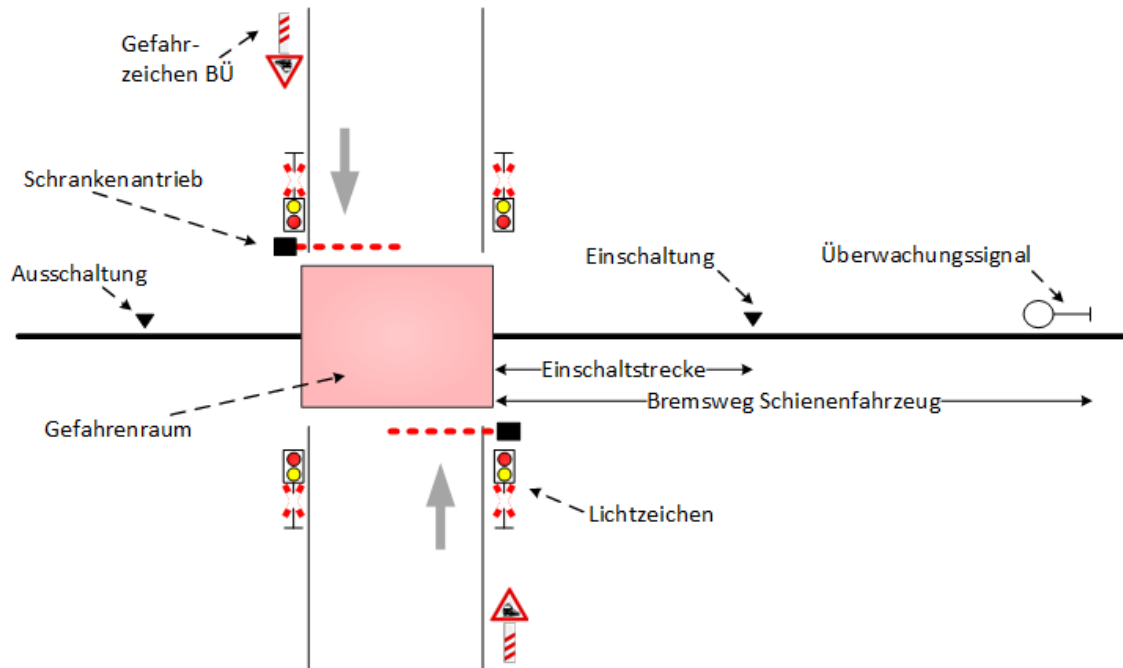 Gefahr-
zeichen BÜ
Schrankenantrieb
Ausschaltung
Einschaltung
Überwachungssignal
Einschaltstrecke
Bremsweg Schienenfahrzeug
Gefahrenraum
Lichtzeichen